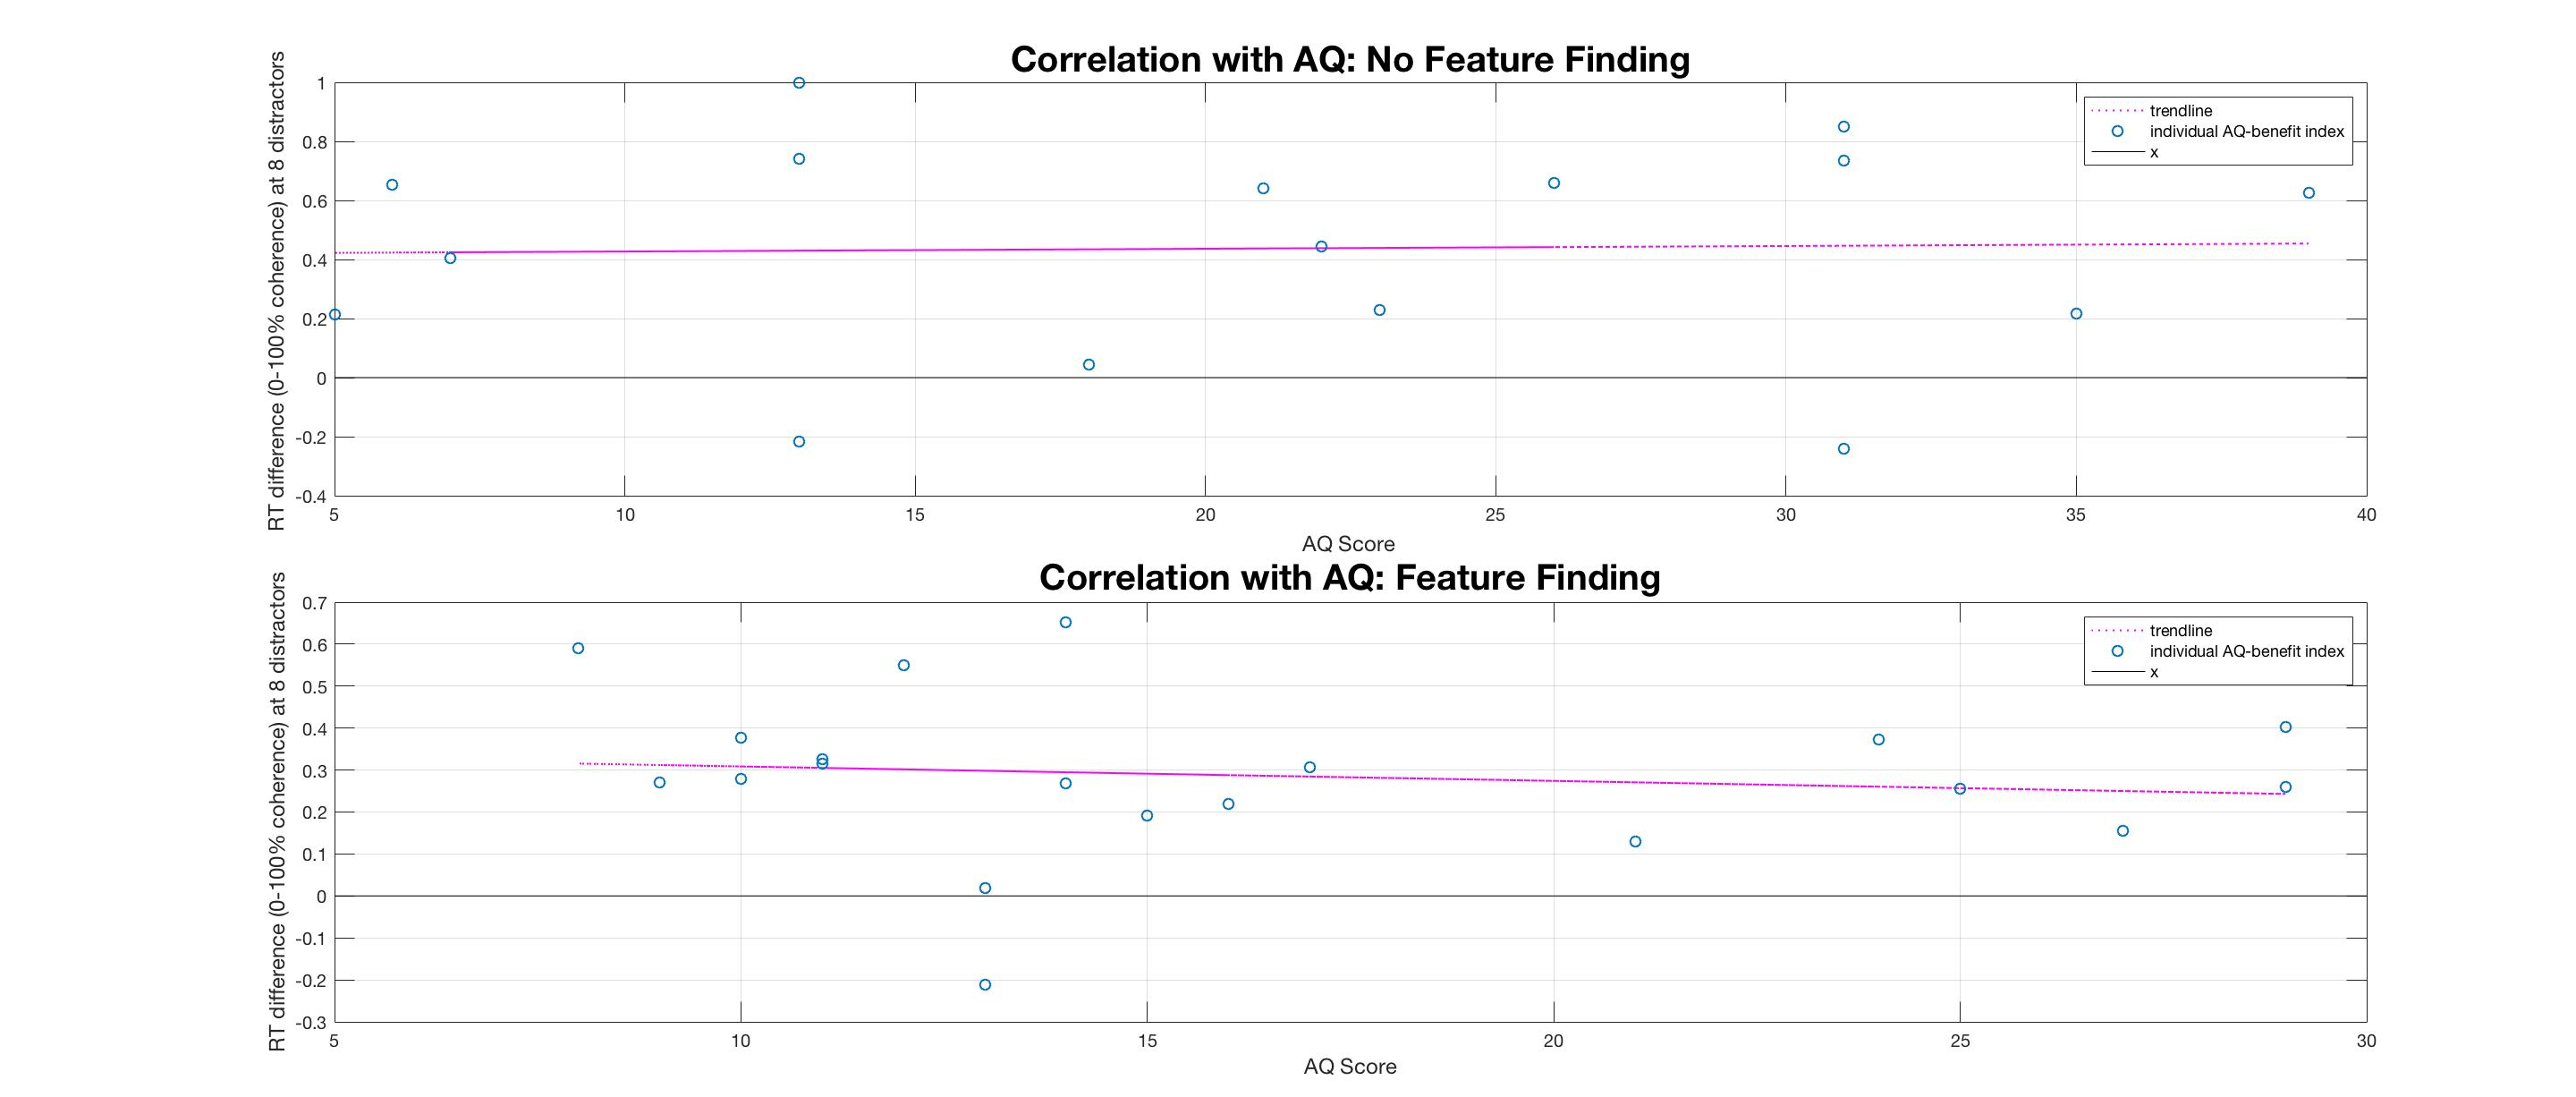 Correlation with AQ: No Feature Finding
RT difference (0-100% coherence) at 8 distractors
1
0.8
0.6
0.4
0.2
0
-0.2
-0.4
trendline
individual AQ-benefit index
x
5 10 15 20 25 30 35 40
AQ Score
Correlation with AQ: Feature Finding
RT difference (0-100% coherence) at 8 distractors
0.7
0.6
0.5
0.4
0.3
0.2
0.1
0
-0.1
-0.2
-0.3
trendline
individual AQ-benefit index
x
5 10 15 20 25 30
AQ Score